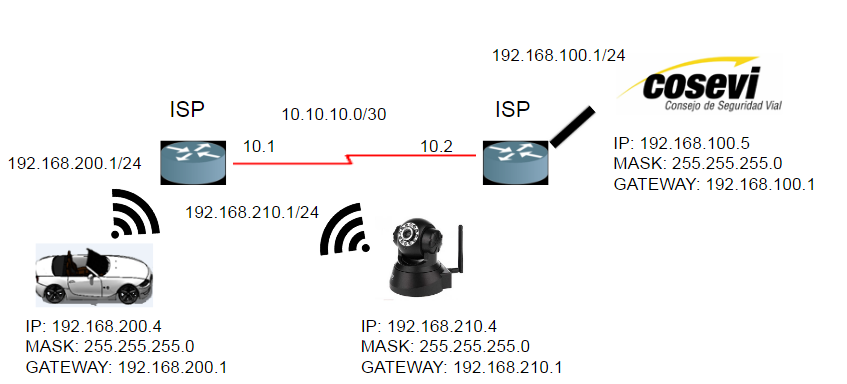 192.168.100.1/24
cosevi
Consejo de Seguridad Vial
ISP
ISP
10.10.10.0/30
10.1
10.2
192.168.200.1/24
IP: 192.168.100.5
MASK: 255.255.255.0
GATEWAY: 192.168.100.1
192.168.210.1/24
IP: 192.168.200.4
MASK: 255.255.255.0
GATEWAY: 192.168.200.1
IP: 192.168.210.4
MASK: 255.255.255.0
GATEWAY: 192.168.210.1